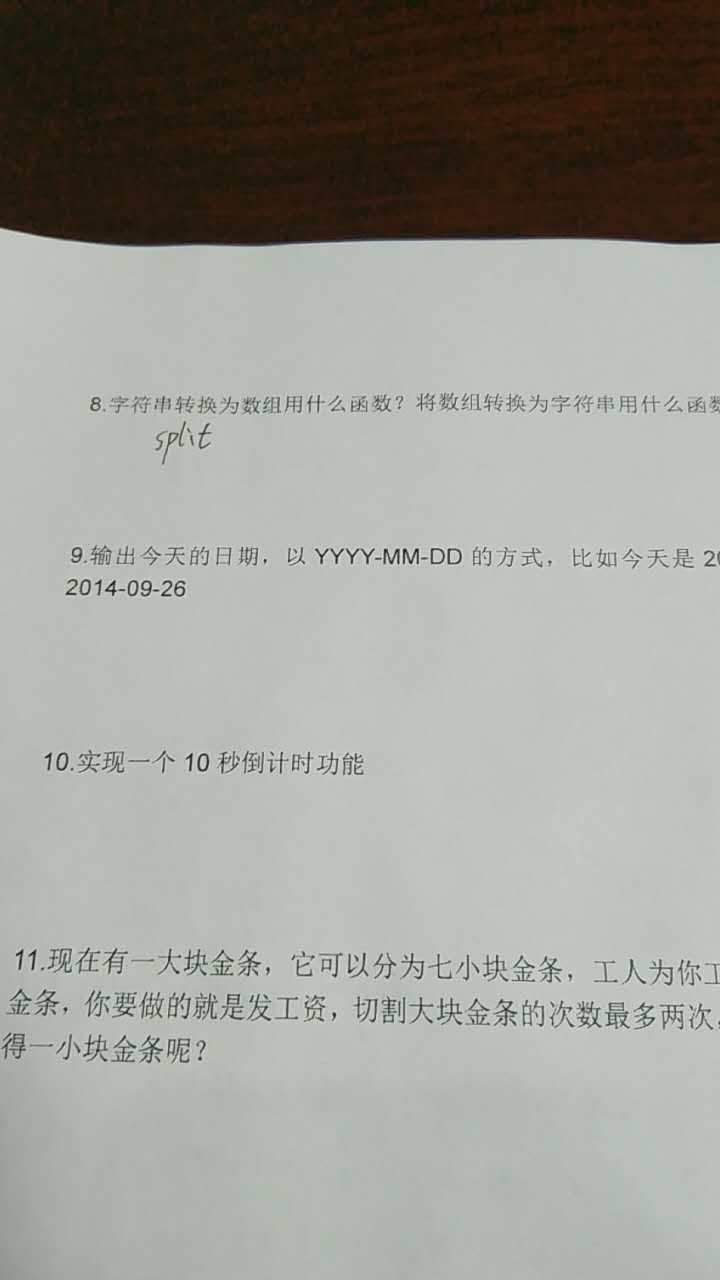 8.字符串转换为数组用什么函数？将数组转换为字符串用什么函
split
9.输出今天的日期，以 YYYY-MM-DD 的方式，比如今天是 20
2014-09-26
10.实现一个 10 秒倒计时功能
11.现在有一大块金条，它可以分为七小块金条，工人为你工
金条，你要做的就是发工资，切割大块金条的次数最多两次，
得一小块金条呢？